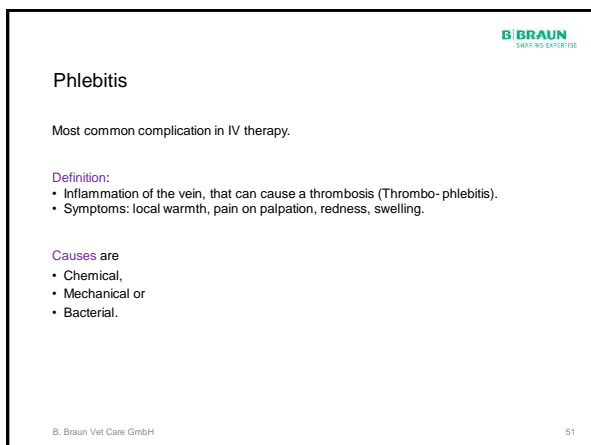 B|BRAUN
SHARING EXPERTISE
Phlebitis
Most common complication in IV therapy.
Definition:
• Inflammation of the vein, that can cause a thrombosis (Thrombo- phlebitis).
• Symptoms: local warmth, pain on palpation, redness, swelling.
Causes are
• Chemical,
• Mechanical or
• Bacterial.
B. Braun Vet Care GmbH
51